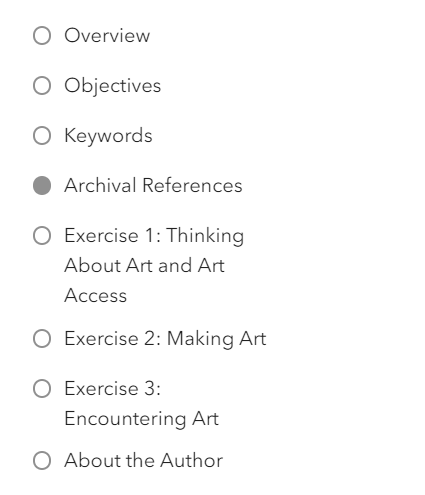 Overview
Objectives
Keywords
Archival References
Exercise 1: Thinking
About Art and Art
Access
Exercise 2: Making Art
Exercise 3:
Encountering Art
About the Author